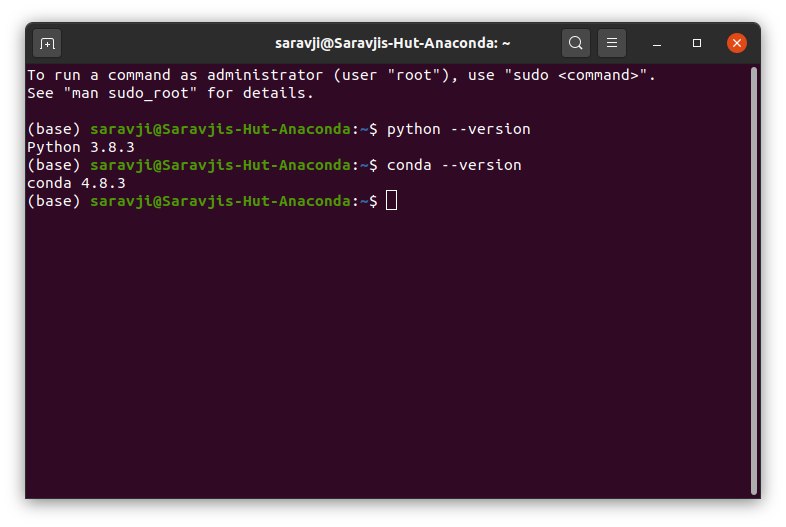 saravji@Saravjis-Hut-Anaconda: ~
To run a command as administrator (user "root"), use "sudo <command>".
See "man sudo_root" for details.
(base) saravji@Saravjis-Hut-Anaconda:~$ python --version
Python 3.8.3
(base) saravji@Saravjis-Hut-Anaconda:~$ conda --version
conda 4.8.3
(base) saravji@Saravjis-Hut-Anaconda:~$